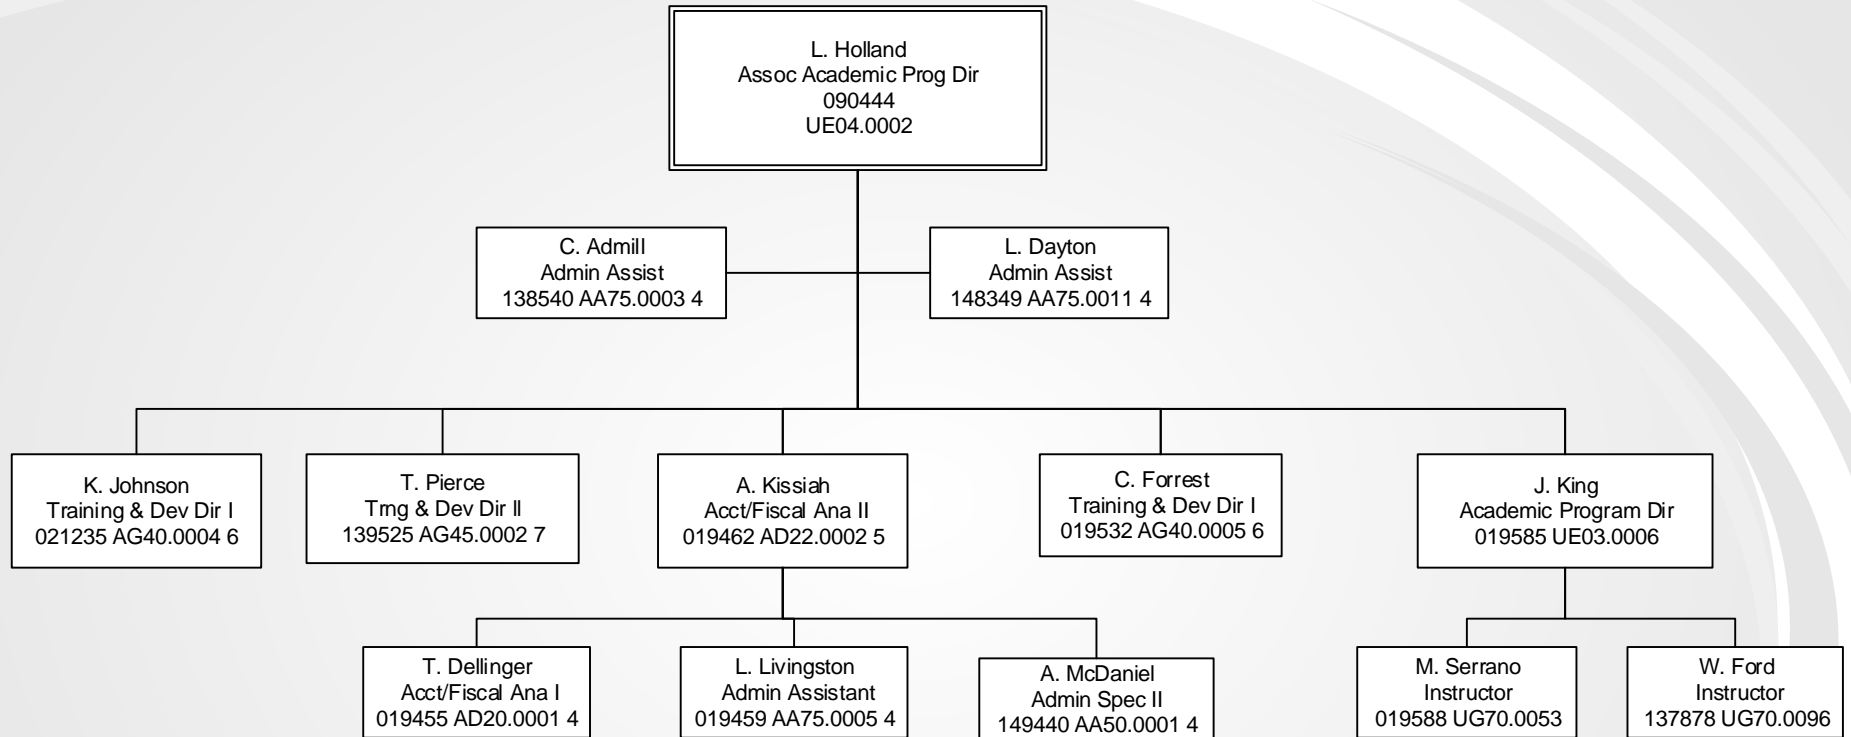 L. Holland
Assoc Academic Prog Dir
090444
UE04.0002
C. Admill
Admin Assist
138540 AA75.0003 4
L. Dayton
Admin Assist
148349 AA75.0011 4
K. Johnson
Training & Dev Dir I
021235 AG40.0004 6
T. Pierce
Trng & Dev Dir II
139525 AG45.0002 7
A. Kissiah
Acct/Fiscal Ana II
019462 AD22.0002 5
C. Forrest
Training & Dev Dir I
019532 AG40.0005 6
J. King
Academic Program Dir
019585 UE03.0006
T. Dellinger
Acct/Fiscal Ana I
019455 AD20.0001 4
L. Livingston
Admin Assistant
019459 AA75.0005 4
A. McDaniel
Admin Spec II
149440 AA50.0001 4
M. Serrano
Instructor
019588 UG70.0053
W. Ford
Instructor
137878 UG70.0096